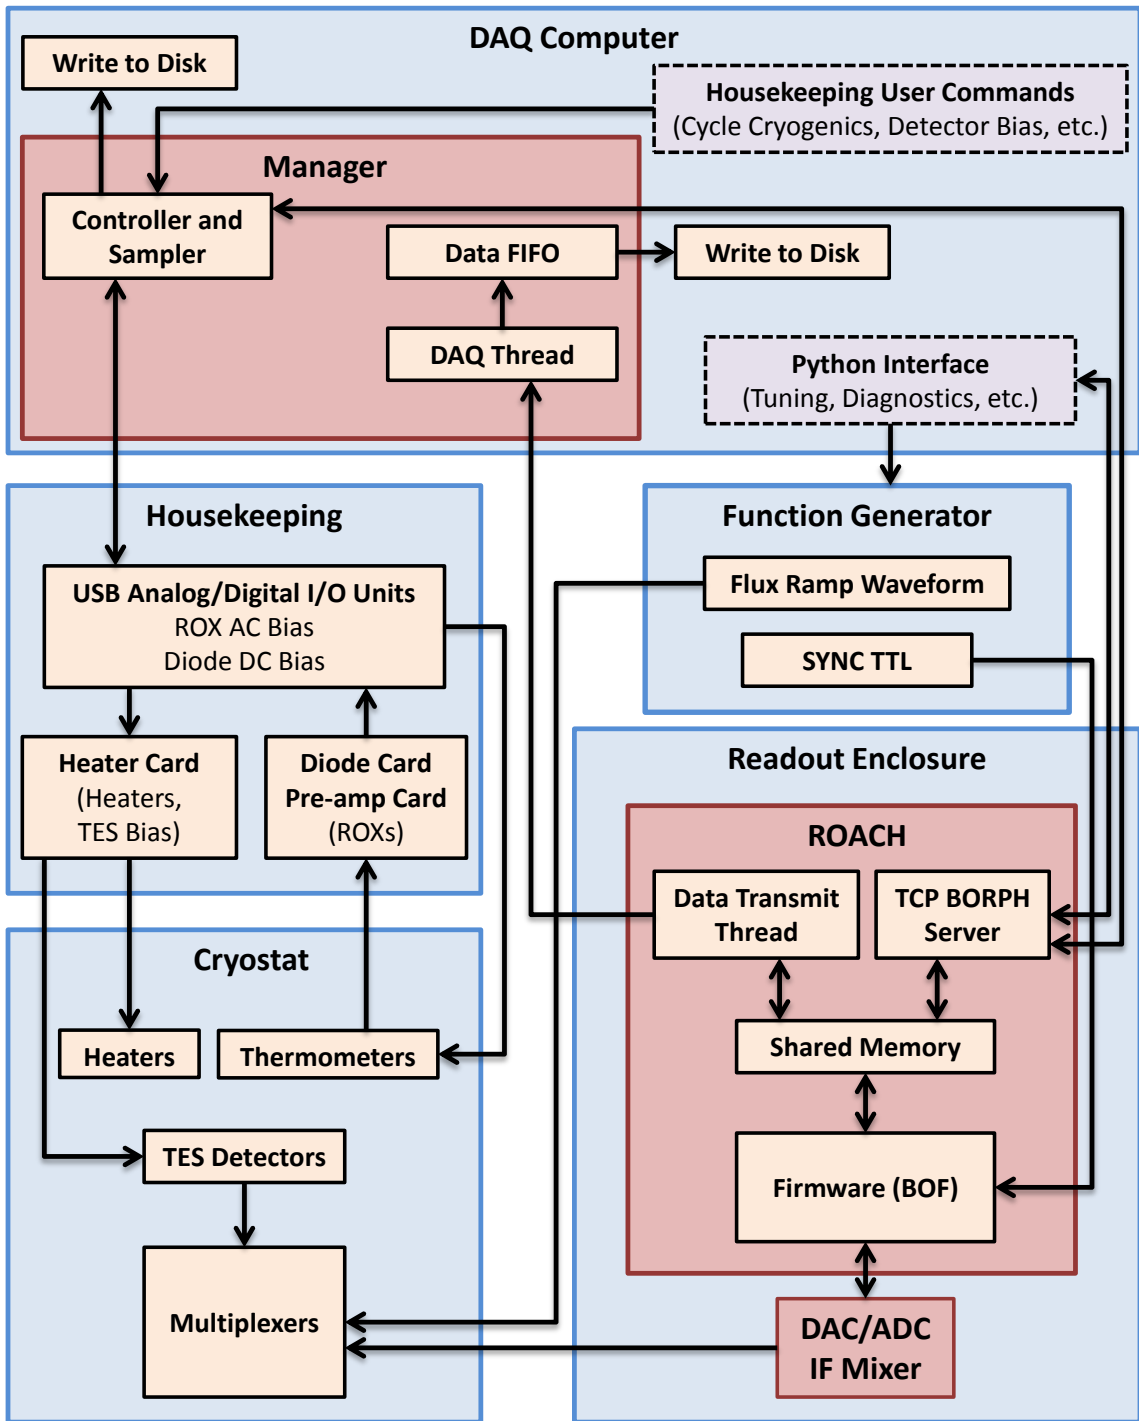 DAQ Computer
Write to Disk
Housekeeping User Commands
(Cycle Cryogenics, Detector Bias, etc.)
Manager
Controller and
Sampler
Data FIFO
Write to Disk
DAQ Thread
Python Interface
(Tuning, Diagnostics, etc.)
Housekeeping
USB Analog/Digital I/O Units
ROX AC Bias
Diode DC Bias
Heater Card
(Heaters,
TES Bias)
Diode Card
Pre-amp Card
(ROXs)
Function Generator
Flux Ramp Waveform
SYNC TTL
Readout Enclosure
ROACH
Data Transmit
Thread
TCP BORPH
Server
Shared Memory
Firmware (BOF)
DAC/ADC
IF Mixer
Cryostat
Heaters
Thermometers
TES Detectors
Multiplexers